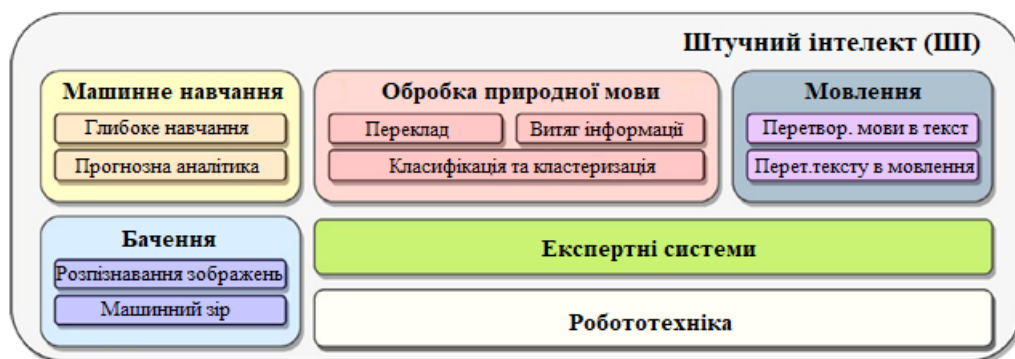 Штучний інтелект (ШІ)
Машинне навчання
Глибоке навчання
Прогнозна аналітика
Обробка природної мови
Переклад
Витяг інформації
Класифікація та кластеризація
Мовлення
Перетвор. мови в текст
Перет.тексту в мовлення
Бачення
Розпізнавання зображень
Машинний зір
Експертні системи
Робототехніка